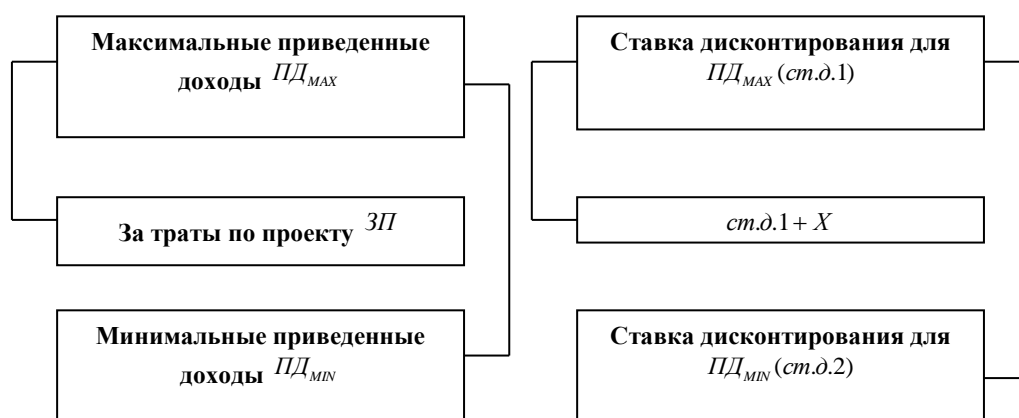 Максимальные приведенные
доходы ПД_MAX
Ставка дисконтирования для
ПД_MAX (ст.д.1)
За траты по проекту ЗП
ст.д.1 + X
Минимальные приведенные
доходы ПД_MIN
Ставка дисконтирования для
ПД_MIN (ст.д.2)